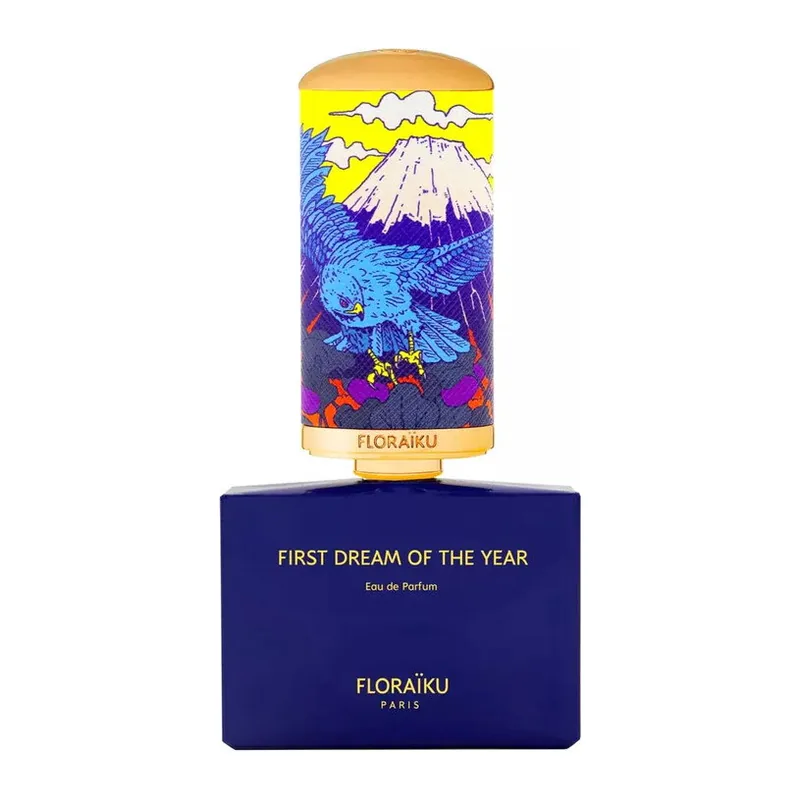 FLORAÏKU
FIRST DREAM OF THE YEAR
Eau de Parfum
FLORAÏKU
PARIS